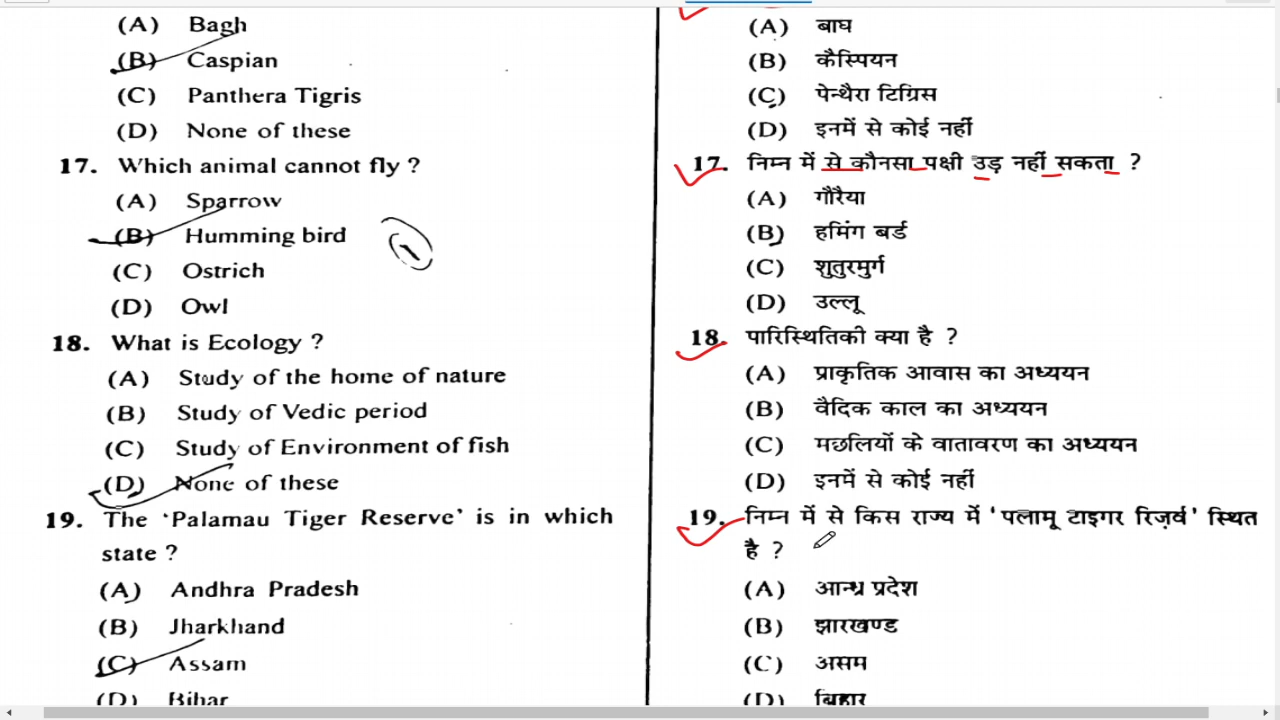 (A) Bagh
(B) Caspian
(C) Panthera Tigris
(D) None of these
17. Which animal cannot fly ?
(A) Sparrow
(B) Humming bird
(C) Ostrich
(D) Owl
18. What is Ecology ?
(A) Study of the home of nature
(B) Study of Vedic period
(C) Study of Environment of fish
(D) None of these
19. The 'Palamau Tiger Reserve' is in which
state ?
(A) Andhra Pradesh
(B) Jharkhand
(C) Assam
(D) Bihar
(A) बाघ
(B) कैस्पियन
(C) पेन्थैरा टिग्रिस
(D) इनमें से कोई नहीं
17. निम्न में से कौनसा पक्षी उड़ नहीं सकता ?
(A) गौरैया
(B) हमिंग बर्ड
(C) शुतुरमुर्ग
(D) उल्लू
18. पारिस्थितिकी क्या है ?
(A) प्राकृतिक आवास का अध्ययन
(B) वैदिक काल का अध्ययन
(C) मछलियों के वातावरण का अध्ययन
(D) इनमें से कोई नहीं
19. निम्न में से किस राज्य में 'पलामू टाइगर रिज़र्व' स्थित
है ?
(A) आन्ध्र प्रदेश
(B) झारखण्ड
(C) असम
(D) बिहार